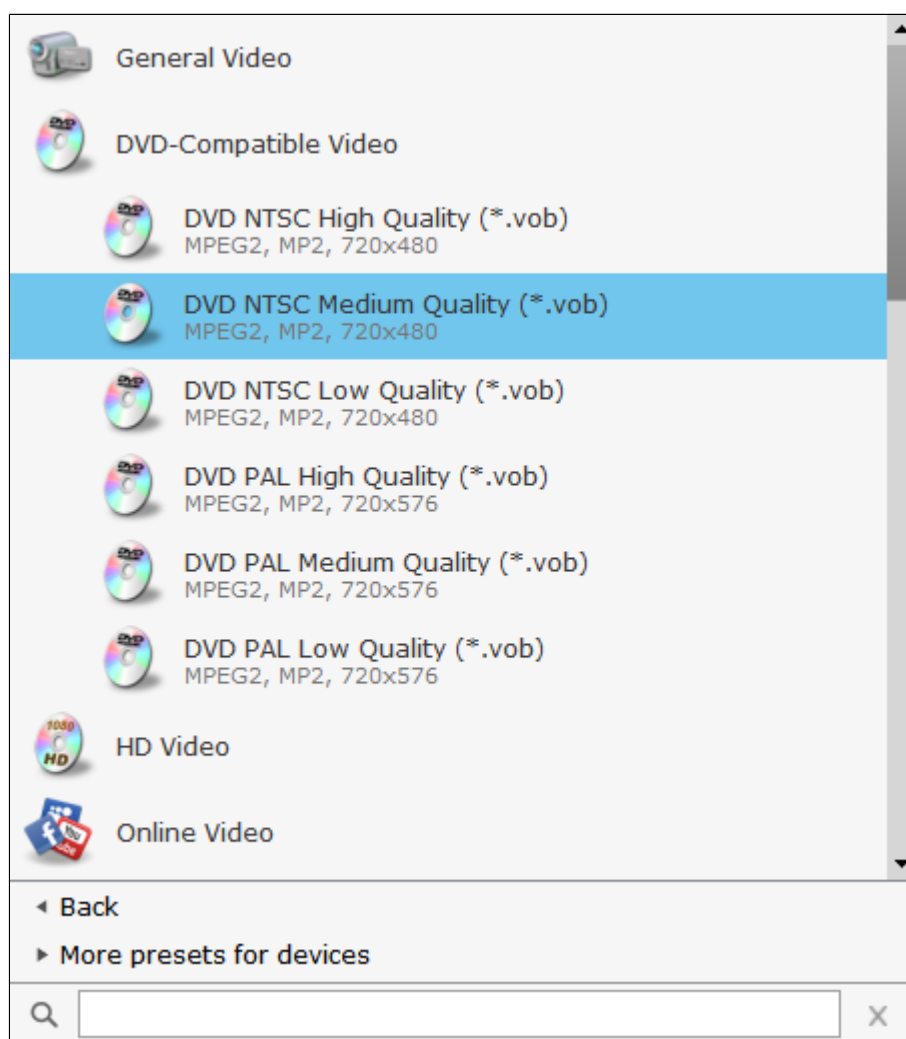 General Video
DVD-Compatible Video
DVD NTSC High Quality (*.vob)
MPEG2, MP2, 720x480
DVD NTSC Medium Quality (*.vob)
MPEG2, MP2, 720x480
DVD NTSC Low Quality (*.vob)
MPEG2, MP2, 720x480
DVD PAL High Quality (*.vob)
MPEG2, MP2, 720x576
DVD PAL Medium Quality (*.vob)
MPEG2, MP2, 720x576
DVD PAL Low Quality (*.vob)
MPEG2, MP2, 720x576
1080
HD
HD Video
Online Video
Back
More presets for devices